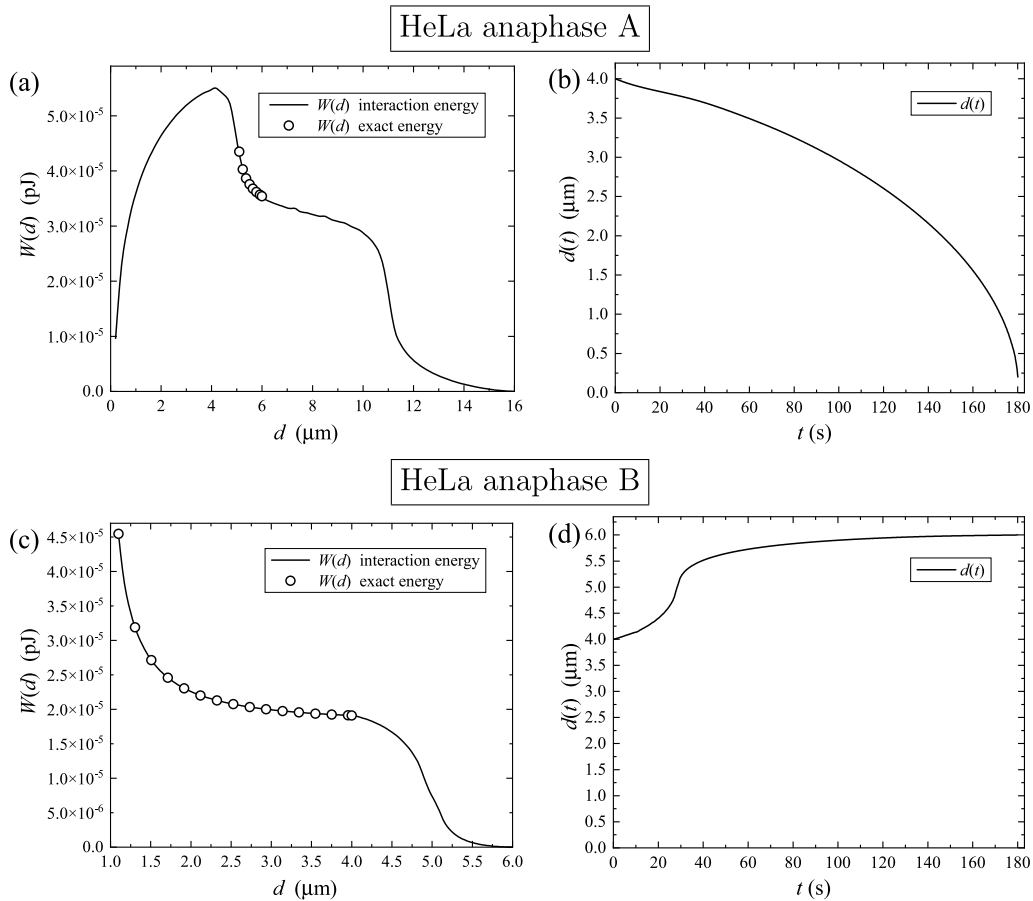 HeLa anaphase A
(a)
W(d) interaction energy
W(d) exact energy
5.0×10⁻⁵
4.0×10⁻⁵
3.0×10⁻⁵
2.0×10⁻⁵
1.0×10⁻⁵
0.0
W(d) (pJ)
0 2 4 6 8 10 12 14 16
d (μm)
(b)
d(t)
4.0
3.5
3.0
2.5
2.0
1.5
1.0
0.5
0.0
d(t) (μm)
0 20 40 60 80 100 120 140 160 180
t (s)
HeLa anaphase B
(c)
W(d) interaction energy
W(d) exact energy
4.5×10⁻⁵
4.0×10⁻⁵
3.5×10⁻⁵
3.0×10⁻⁵
2.5×10⁻⁵
2.0×10⁻⁵
1.5×10⁻⁵
1.0×10⁻⁵
5.0×10⁻⁶
0.0
W(d) (pJ)
1.0 1.5 2.0 2.5 3.0 3.5 4.0 4.5 5.0 5.5 6.0
d (μm)
(d)
d(t)
6.0
5.5
5.0
4.5
4.0
3.5
3.0
2.5
2.0
1.5
1.0
0.5
0.0
d(t) (μm)
0 20 40 60 80 100 120 140 160 180
t (s)